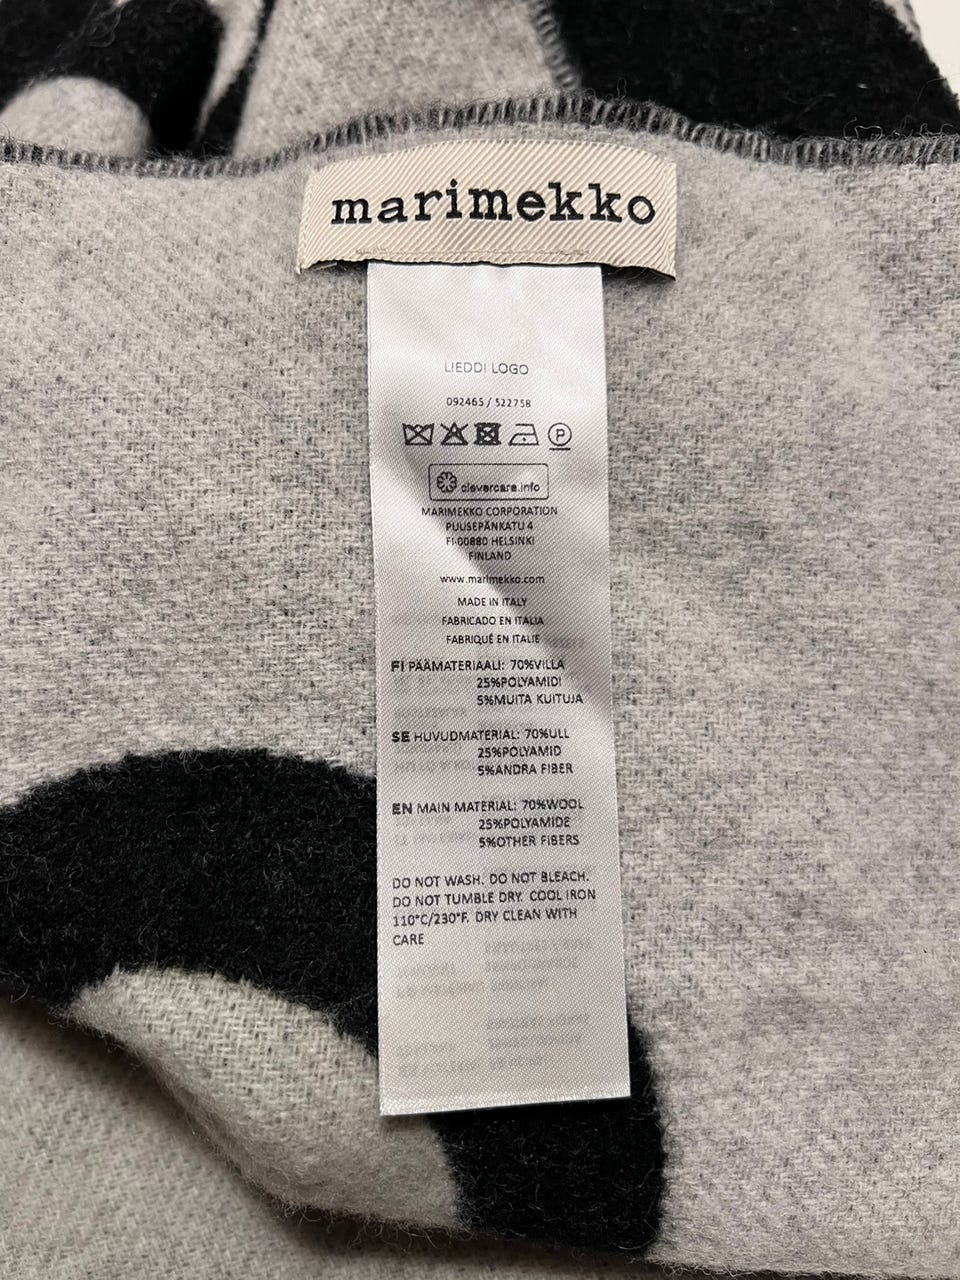 marimekko
LIEDDI LOGO
092465 / 522758
P
clevercare.info
MARIMEKKO CORPORATION
PUUSEPÄNKATU 4
FI-00880 HELSINKI
FINLAND
www.marimekko.com
MADE IN ITALY
FABRICADO EN ITALIA
FABRIQUÉ EN ITALIE
FI PÄÄMATERIAALI: 70%VILLA
25%POLYAMIDI
5%MUITA KUITUJA
SE HUVUDMATERIAL: 70%ULL
25%POLYAMID
5%ANDRA FIBER
EN MAIN MATERIAL: 70%WOOL
25%POLYAMIDE
5%OTHER FIBERS
DO NOT WASH. DO NOT BLEACH.
DO NOT TUMBLE DRY. COOL IRON
110°C/230°F. DRY CLEAN WITH
CARE